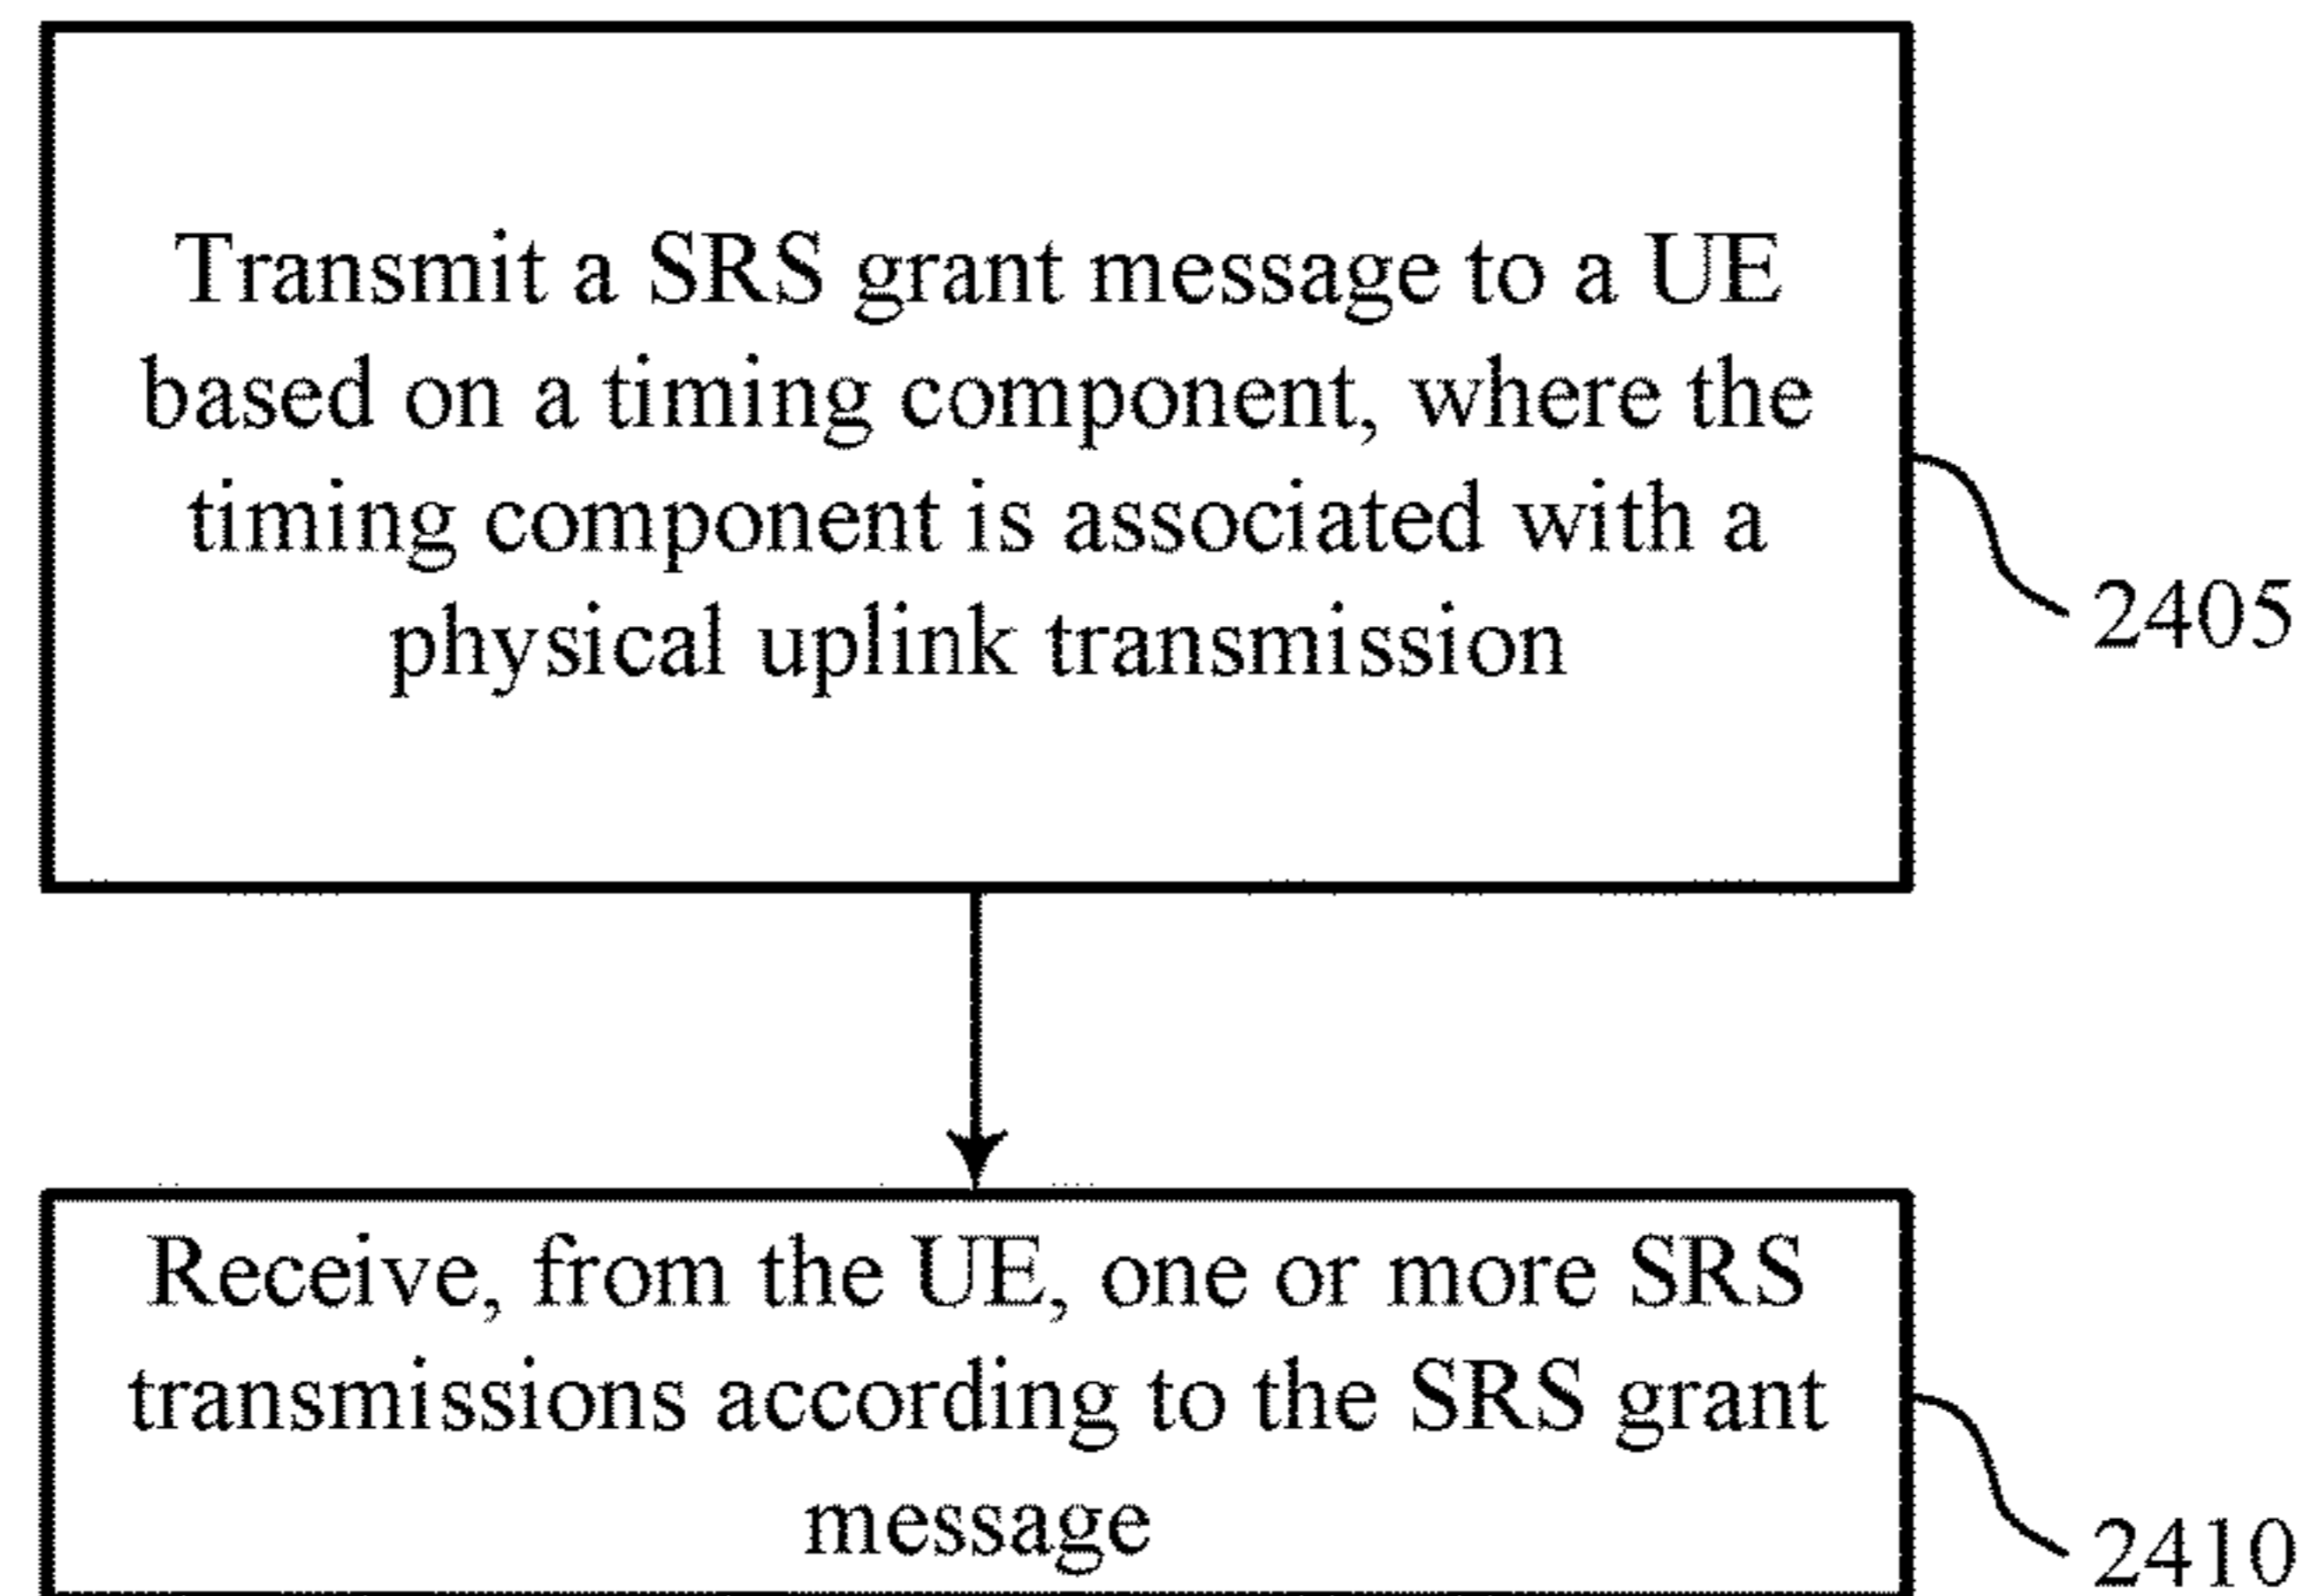 Transmit a SRS grant message to a UE
based on a timing component, where the
timing component is associated with a
physical uplink transmission
2405
Receive, from the UE, one or more SRS
transmissions according to the SRS grant
message
2410